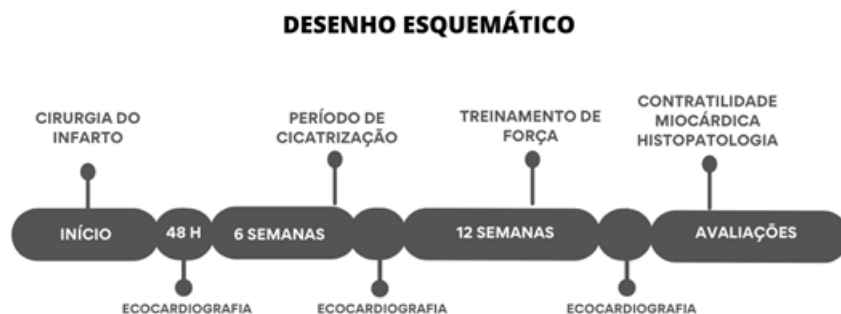 DESENHO ESQUEMÁTICO
CIRURGIA DO
INFARTO
PERÍODO DE
CICATRIZAÇÃO
TREINAMENTO DE
FORÇA
CONTRATILIDADE
MIOCÁRDICA
HISTOPATOLOGIA
INÍCIO
48 H
6 SEMANAS
12 SEMANAS
AVALIAÇÕES
ECOCARDIOGRAFIA
ECOCARDIOGRAFIA
ECOCARDIOGRAFIA